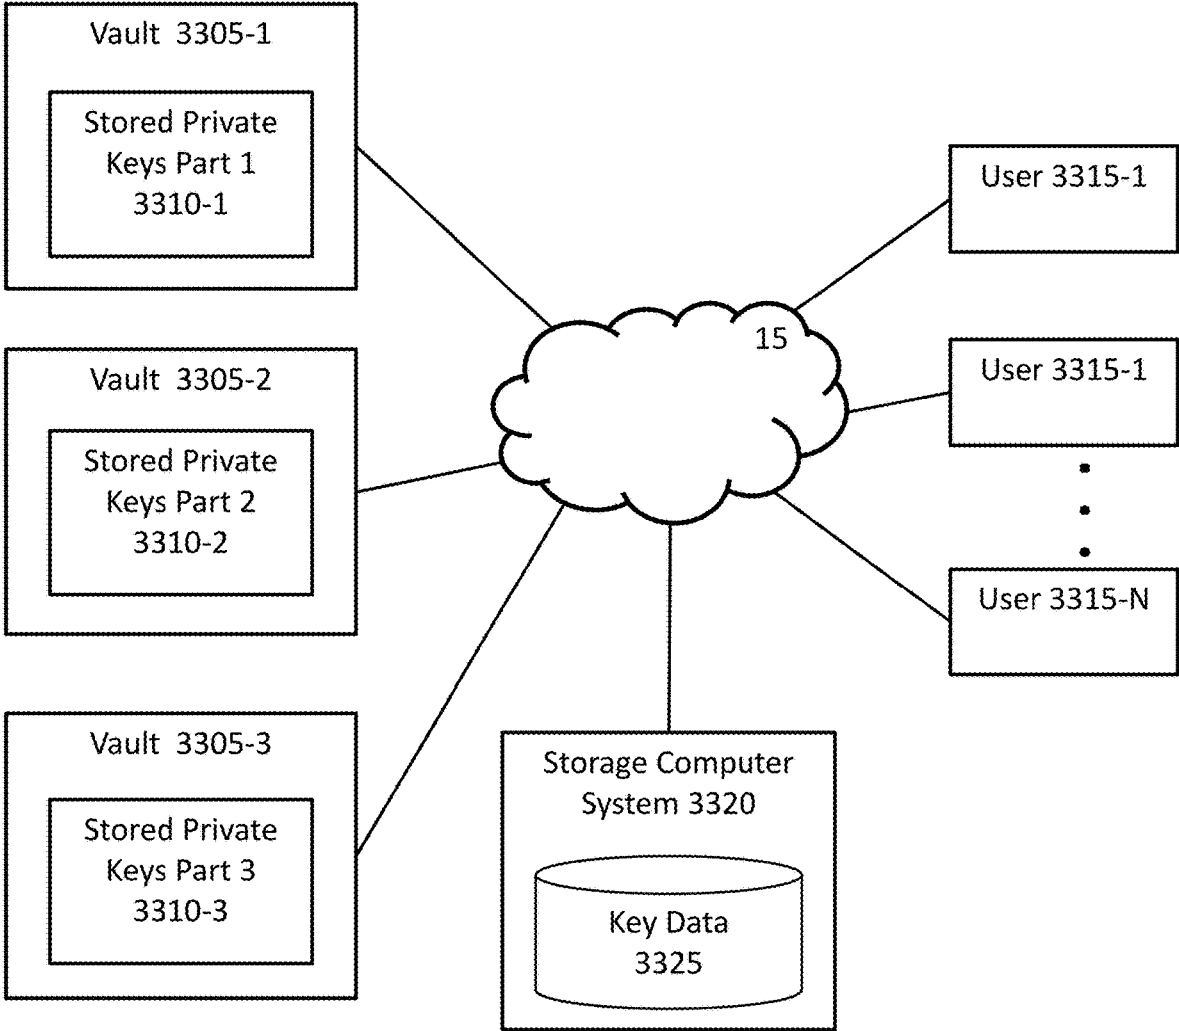 Vault 3305-1
Stored Private
Keys Part 1
3310-1
Vault 3305-2
Stored Private
Keys Part 2
3310-2
Vault 3305-3
Stored Private
Keys Part 3
3310-3
15
User 3315-1
User 3315-1
User 3315-N
Storage Computer
System 3320
Key Data
3325